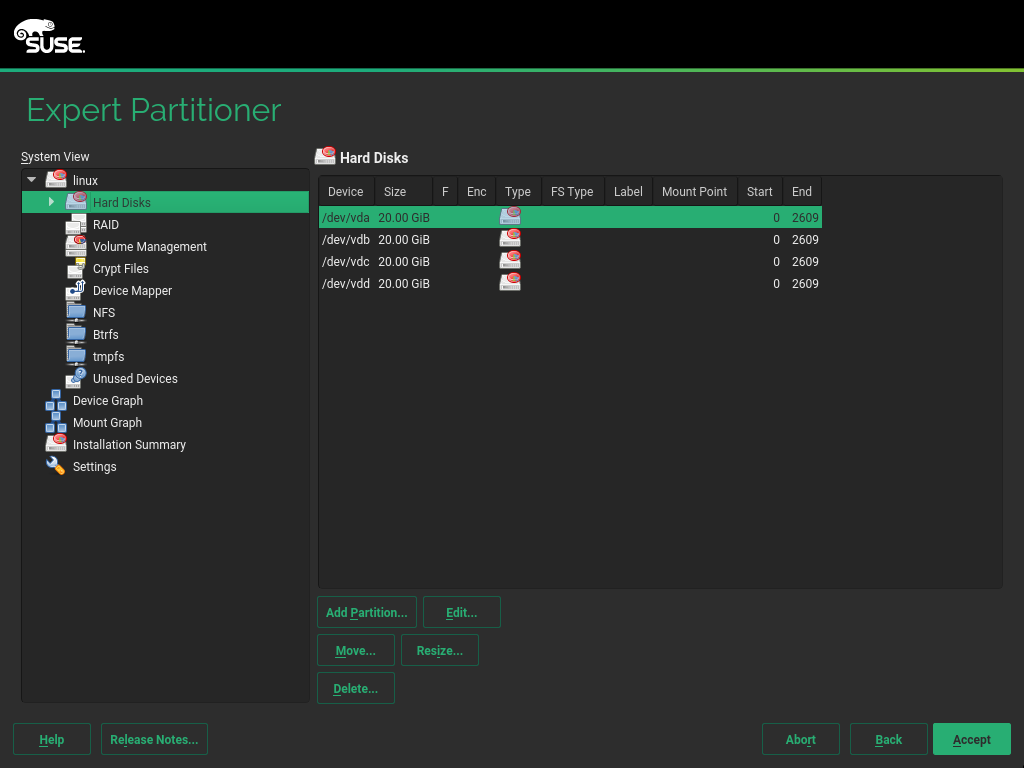 SUSE.
Expert Partitioner
System View
linux
Hard Disks
RAID
Volume Management
Crypt Files
Device Mapper
NFS
Btrfs
tmpfs
Unused Devices
Device Graph
Mount Graph
Installation Summary
Settings
Hard Disks
Device Size F Enc Type FS Type Label Mount Point Start End
/dev/vda 20.00 GiB 0 2609
/dev/vdb 20.00 GiB 0 2609
/dev/vdc 20.00 GiB 0 2609
/dev/vdd 20.00 GiB 0 2609
Add Partition... Edit...
Move... Resize...
Delete...
Help Release Notes... Abort Back Accept